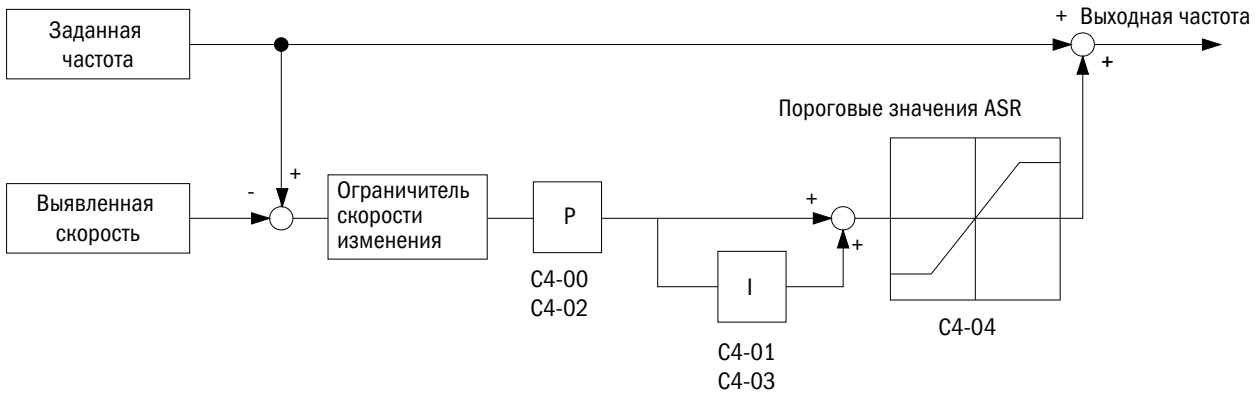 Заданная
частота
+ Выходная частота
+
Пороговые значения ASR
Выявленная
скорость
-
+
Ограничитель
скорости
изменения
P
C4-00
C4-02
I
C4-01
C4-03
+
+
C4-04